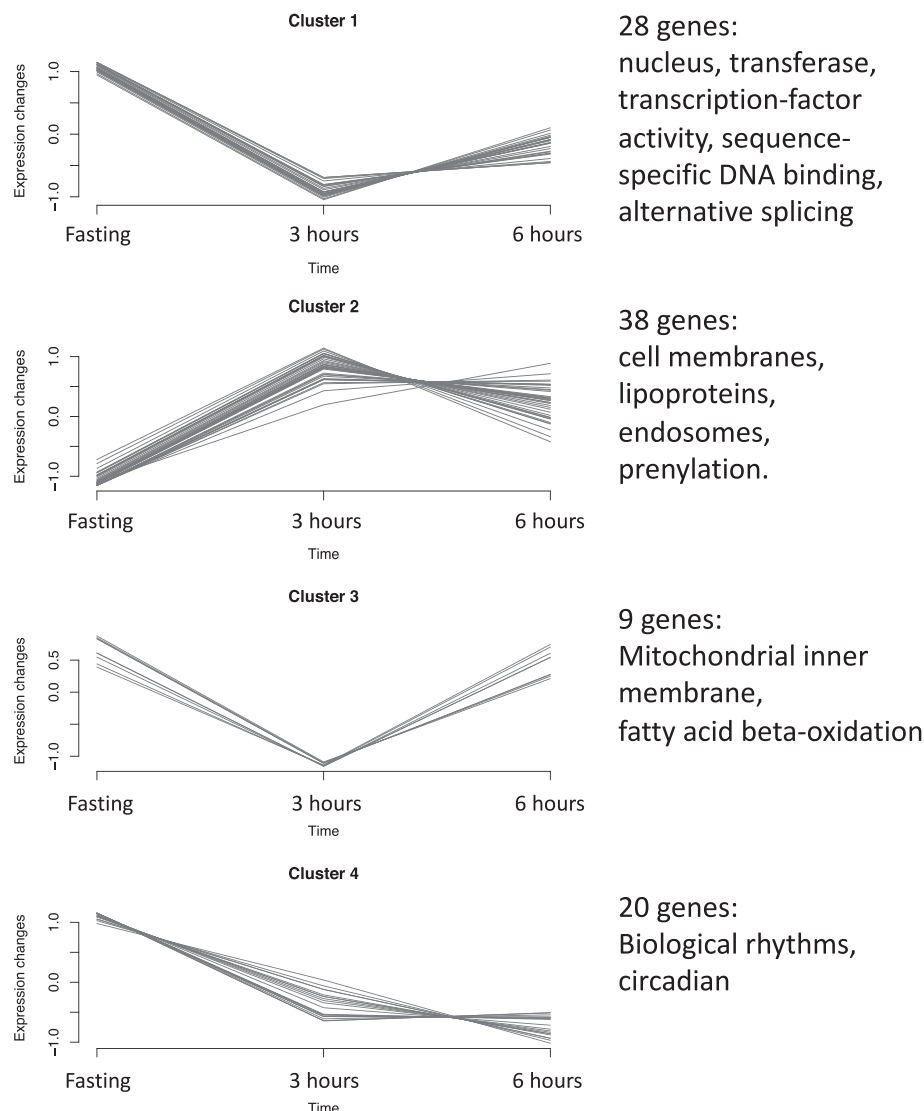 Cluster 1
Expression changes
1.0
0.0
−1.0
Fasting
3 hours
6 hours
Time
28 genes:
nucleus, transferase,
transcription-factor
activity, sequence-
specific DNA binding,
alternative splicing
Cluster 2
Expression changes
1.0
0.0
−1.0
Fasting
3 hours
6 hours
Time
38 genes:
cell membranes,
lipoproteins,
endosomes,
prenylation.
Cluster 3
Expression changes
0.5
0.0
−1.0
Fasting
3 hours
6 hours
Time
9 genes:
Mitochondrial inner
membrane,
fatty acid beta-oxidation
Cluster 4
Expression changes
1.0
0.0
−1.0
Fasting
3 hours
6 hours
Time
20 genes:
Biological rhythms,
circadian